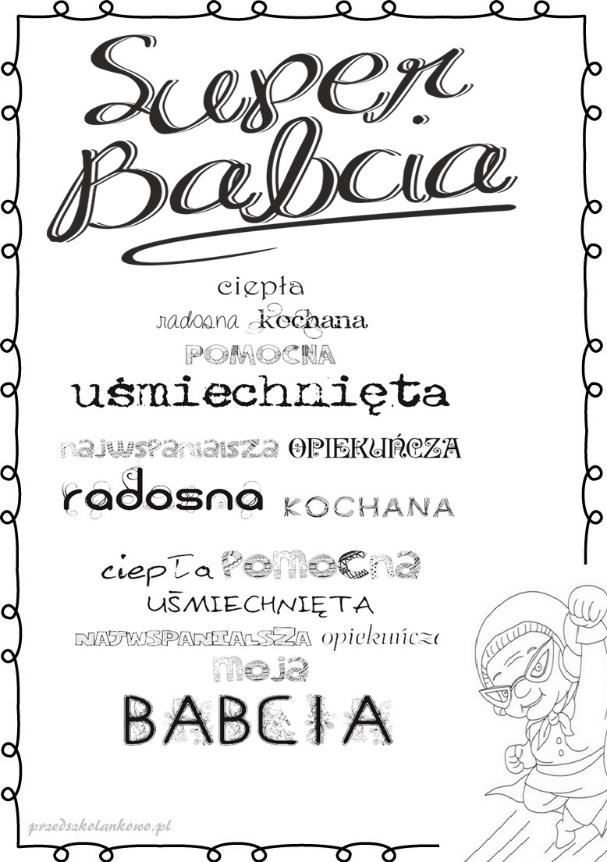 Super
Babcia
ciepła
radosna kochana
POMOCNA
uśmiechnięta
najwspanialsza OPIEKUŃCZA
radosna KOCHANA
ciepła Pomocna
UŚMIECHNIĘTA
NAJWSPANIALSZA opiekuńcza
moja
BABCIA
przedszkolankowo.pl